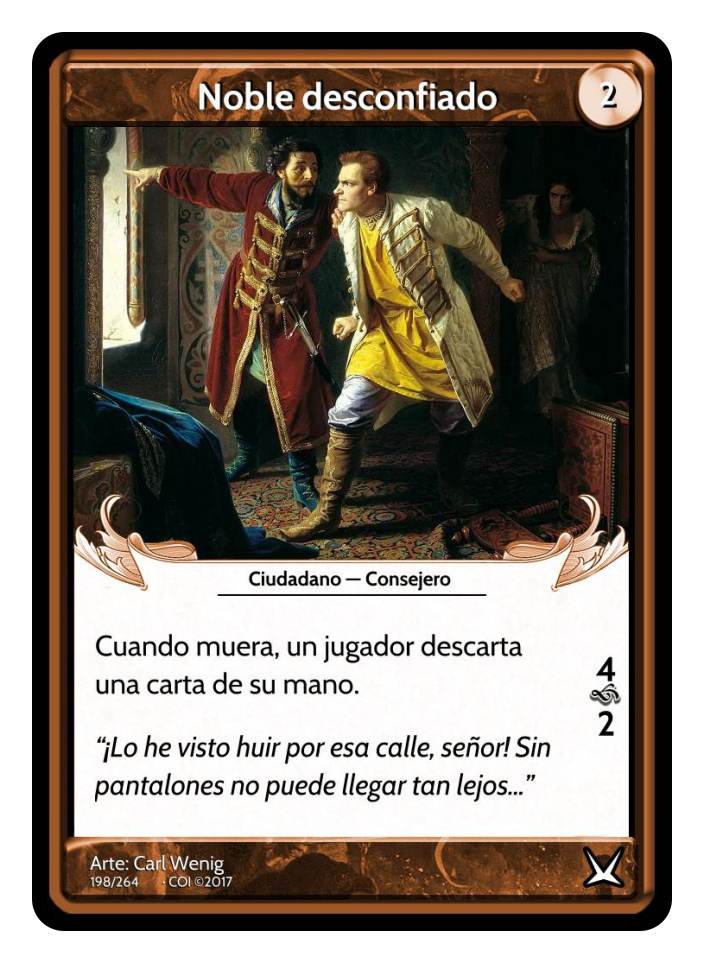 Noble desconfiado
2
Ciudadano — Consejero
Cuando muera, un jugador descarta
una carta de su mano.
4
2
“¡Lo he visto huir por esa calle, señor! Sin
pantalones no puede llegar tan lejos...”
Arte: Carl Wenig
198/264 · COI ©2017